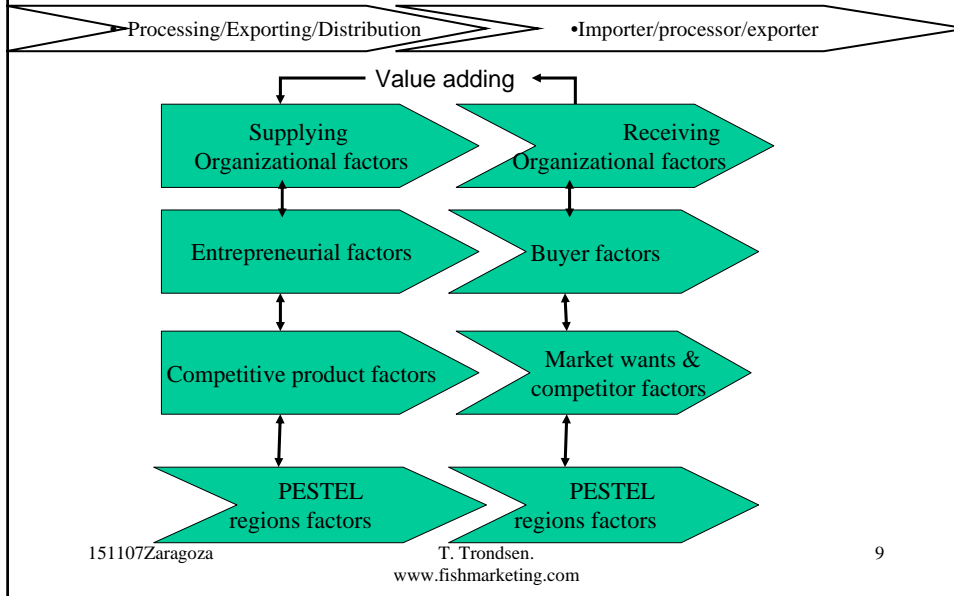 •Processing/Exporting/Distribution
•Importer/processor/exporter
Value adding
Supplying
Organizational factors
Receiving
Organizational factors
Entrepreneurial factors
Buyer factors
Competitive product factors
Market wants &
competitor factors
PESTEL
regions factors
PESTEL
regions factors
151107Zaragoza
T. Trondsen.
www.fishmarketing.com
9